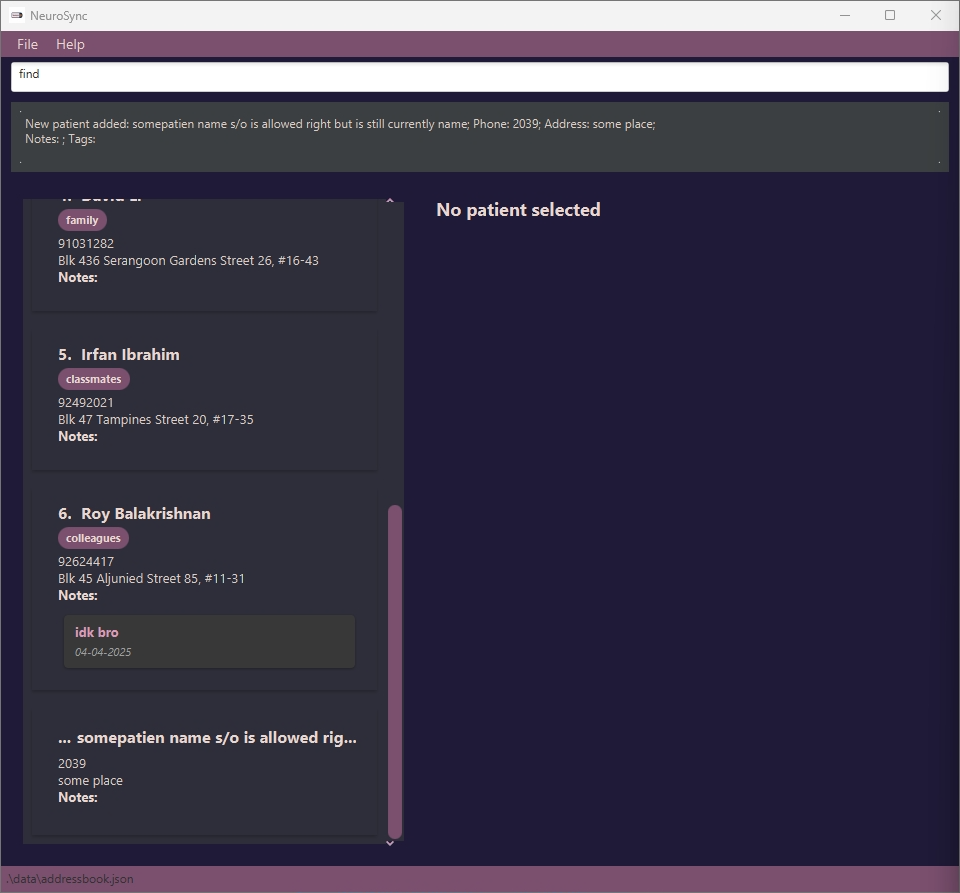 NeuroSync
File Help
find
New patient added: somepatien name s/o is allowed right but is still currently name; Phone: 2039; Address: some place;
Notes: ; Tags:
No patient selected
family
91031282
Blk 436 Serangoon Gardens Street 26, #16-43
Notes:
5. Irfan Ibrahim
classmates
92492021
Blk 47 Tampines Street 20, #17-35
Notes:
6. Roy Balakrishnan
colleagues
92624417
Blk 45 Aljunied Street 85, #11-31
Notes:
idk bro
04-04-2025
... somepatien name s/o is allowed rig...
2039
some place
Notes:
.\data\addressbook.json